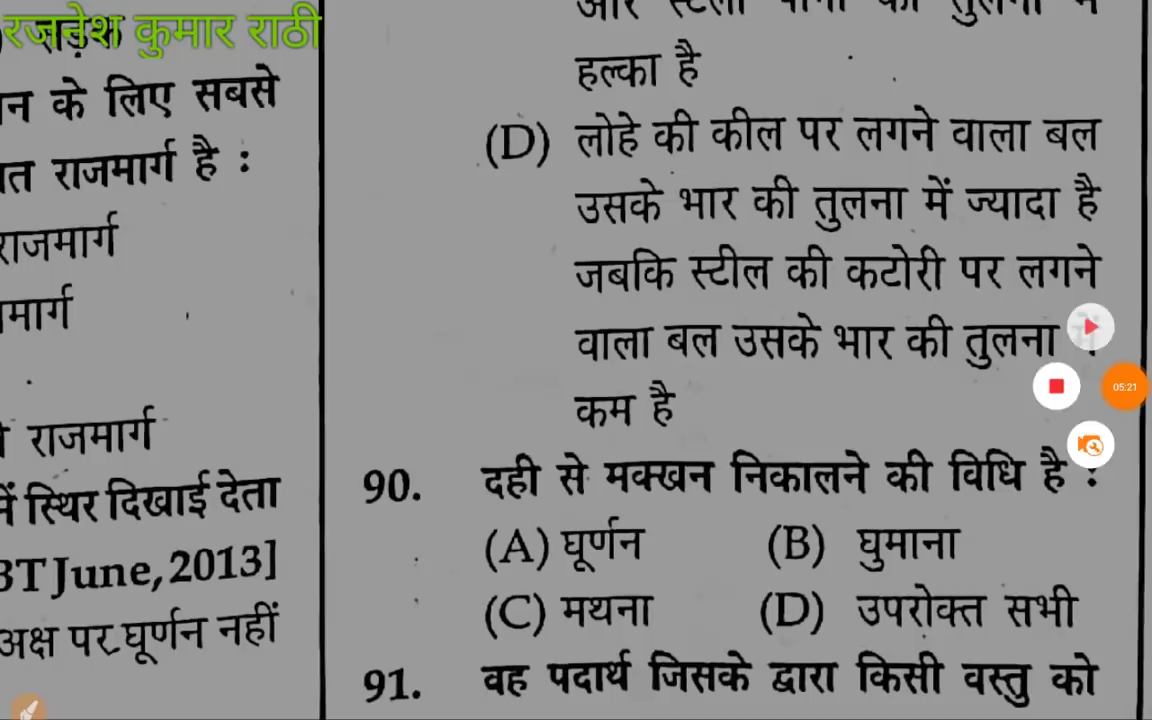 रजनेश कुमार राठी
न के लिए सबसे
त राजमार्ग है :
राजमार्ग
मार्ग
राजमार्ग
में स्थिर दिखाई देता
BT June, 2013]
अक्ष पर घूर्णन नहीं
हल्का है
(D) लोहे की कील पर लगने वाला बल
उसके भार की तुलना में ज्यादा है
जबकि स्टील की कटोरी पर लगने
वाला बल उसके भार की तुलना
कम है
90. दही से मक्खन निकालने की विधि है :
(A) घूर्णन (B) घुमाना
(C) मथना (D) उपरोक्त सभी
91. वह पदार्थ जिसके द्वारा किसी वस्तु को
05:21